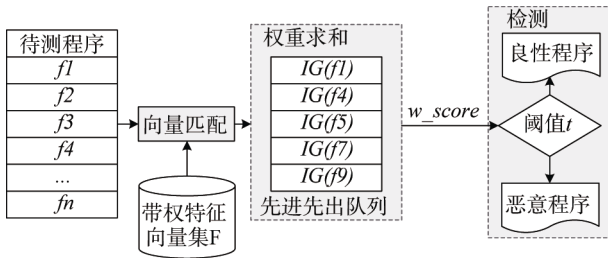 待测程序
f1
f2
f3
f4
...
fn
向量匹配
带权特征
向量集F
权重求和
IG(f1)
IG(f4)
IG(f5)
IG(f7)
IG(f9)
先进先出队列
w_score
检测
良性程序
阈值t
恶意程序